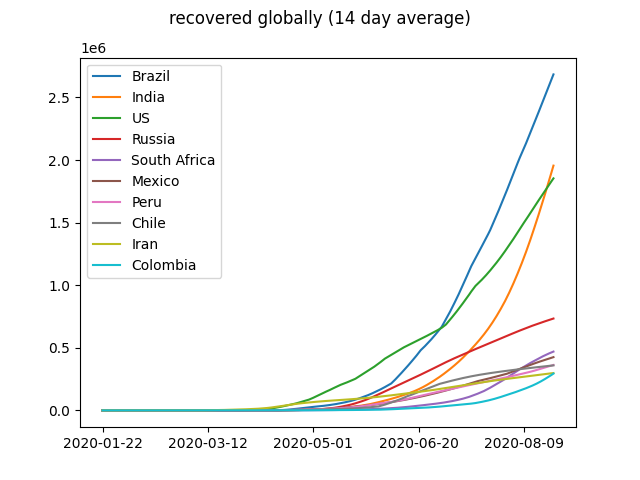 recovered globally (14 day average)
1e6
2.5
2.0
1.5
1.0
0.5
0.0
Brazil
India
US
Russia
South Africa
Mexico
Peru
Chile
Iran
Colombia
2020-01-22 2020-03-12 2020-05-01 2020-06-20 2020-08-09